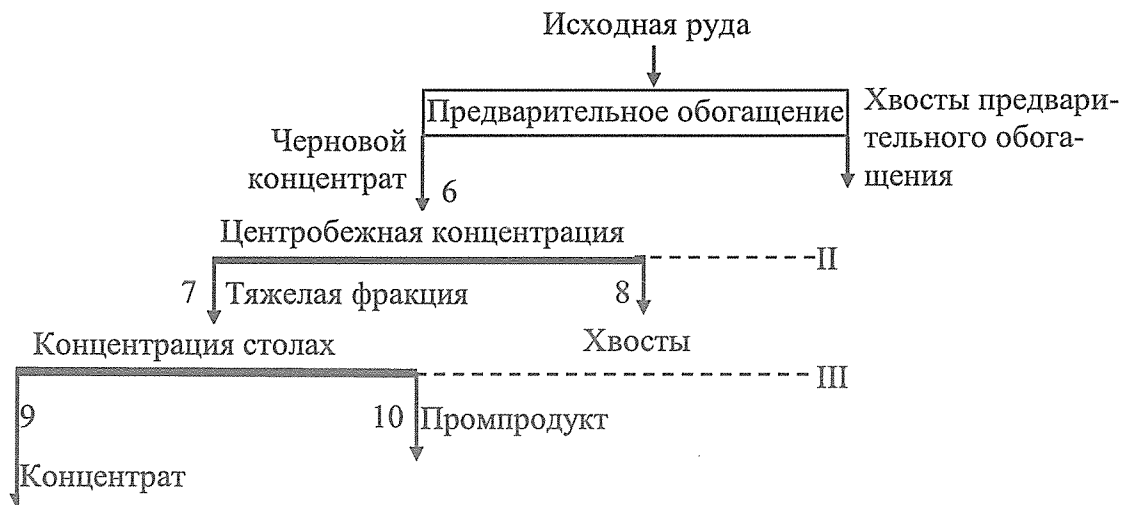 Исходная руда
Предварительное обогащение
Хвосты предвари-
тельного обога-
щения
Черновой
концентрат
6
Центробежная концентрация
II
7
Тяжелая фракция
8
Концентрация столах
Хвосты
III
9
10
Промпродукт
Концентрат